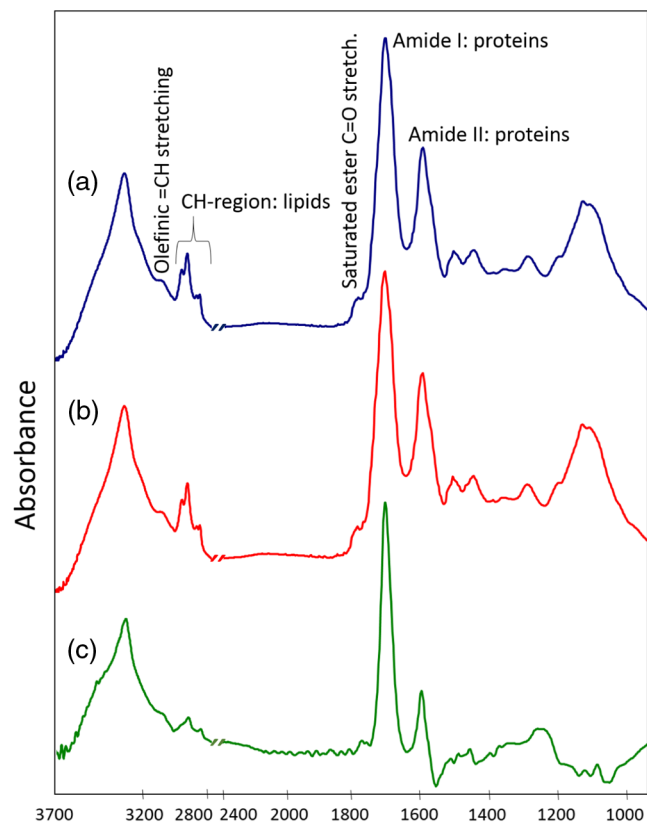 Amide I: proteins
Saturated ester C=O stretch.
Olefinic =CH stretching
Amide II: proteins
(a)
CH-region: lipids
(b)
Absorbance
(c)
3700 3200 2800 2400 2000 1800 1600 1400 1200 1000